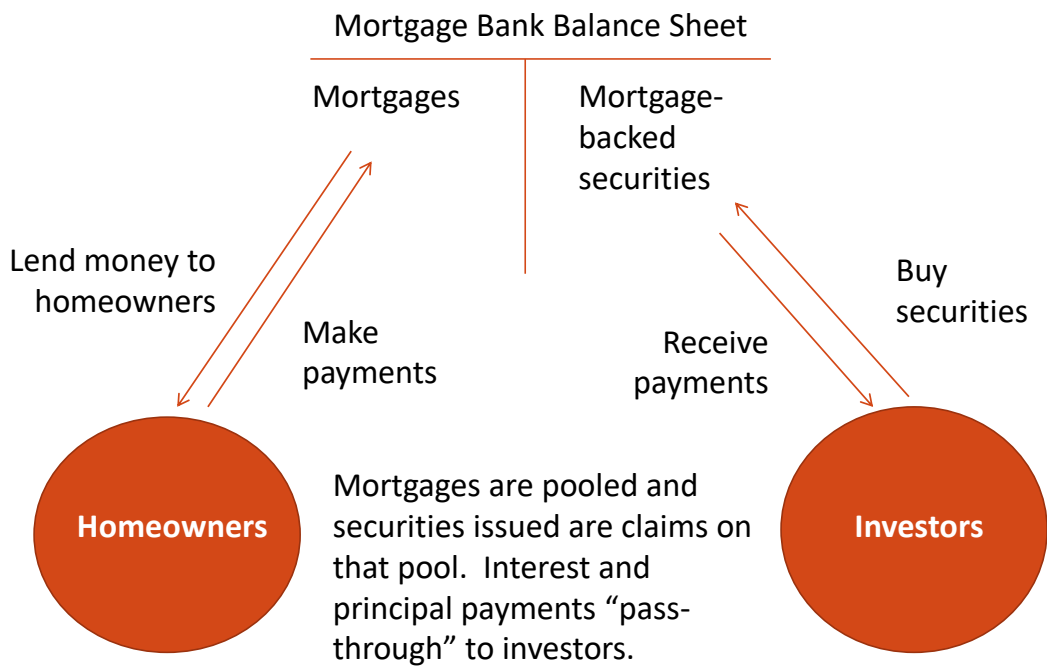 Mortgage Bank Balance Sheet
Mortgages
Mortgage-
backed
securities
Lend money to
homeowners
Make
payments
Receive
payments
Buy
securities
Homeowners
Mortgages are pooled and
securities issued are claims on
that pool.  Interest and
principal payments “pass-
through” to investors.
Investors